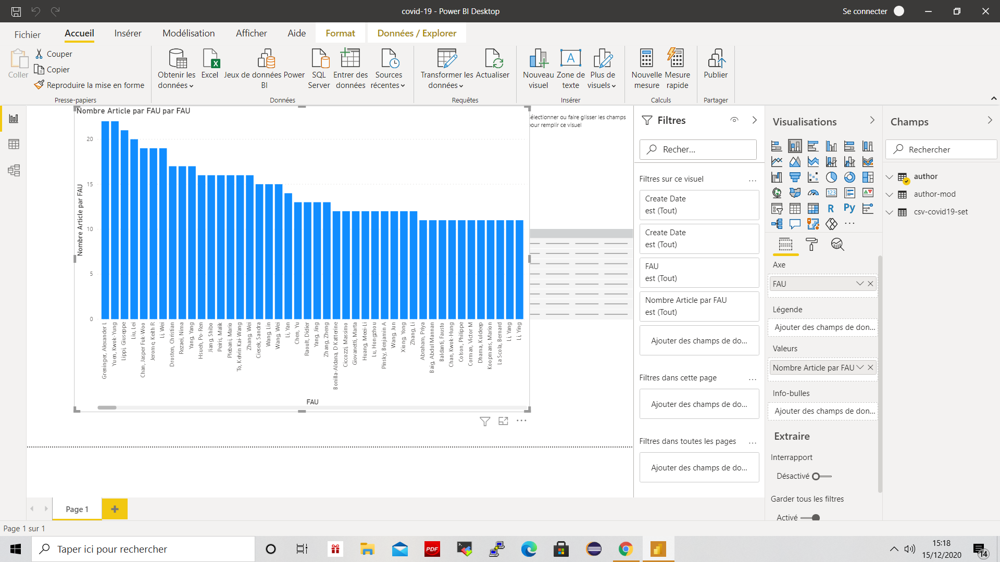 covid-19 - Power BI Desktop
Se connecter
Fichier
Accueil
Insérer
Modélisation
Afficher
Aide
Format
Données / Explorer
Coller
Couper
Copier
Reproduire la mise en forme
Presse-papiers
Obtenir les
données
Excel
Jeux de données Power
BI
SQL
Server
Entrer des
données
Sources
récentes
Données
Transformer les
données
Actualiser
Requêtes
Nouveau
visuel
Zone de
texte
Plus de
visuels
Insérer
Nouvelle
mesure
Mesure
rapide
Calculs
Publier
Partager
Nombre Article par FAU par FAU
Nombre Article par FAU
20
15
10
5
0
Greninger, Alexander L
Yuen, Kwok-Yung
Lippi, Giuseppe
Liu, Lei
Chan, Jasper Fuk-Woo
Jerome, Keith R
Li, Wei
Drosten, Christian
Rezaei, Nima
Yang, Yang
Hsueh, Po-Ren
Jiang, Shibo
Peiris, Malik
Plebani, Mario
To, Kelvin Kai-Wang
Zhang, Wei
Ciesek, Sandra
Wang, Lin
Wang, Wei
Li, Yan
Chen, Yu
Raoult, Didier
Yang, Jing
Zhang, Zheng
Bonilla-Aldana, D Katterine
Ciccozzi, Massimo
Giovanetti, Marta
Huang, Meei-Li
Lu, Hongzhou
Pinsky, Benjamin A
Wang, Jun
Xiong, Yong
Zhang, Li
Abraham, Priya
Baig, Abdul Mannan
Baldanti, Fausto
Chan, Kwok-Hung
Colson, Philippe
Corman, Victor M
Dhama, Kuldeep
Koopmans, Marion
La Scola, Bernard
Li, Yang
Li, Ying
FAU
électionner ou faire glisser les champs
our remplir ce visuel
Filtres
Recher...
Filtres sur ce visuel
...
Create Date
est (Tout)
Create Date
est (Tout)
FAU
est (Tout)
Nombre Article par FAU
est (Tout)
Ajouter des champs de do...
Filtres dans cette page
...
Ajouter des champs de do...
Filtres dans toutes les pages
...
Ajouter des champs de do...
Visualisations
123
R
Py
...
Axe
FAU
Légende
Ajouter des champs de don...
Valeurs
Nombre Article par FAU
Info-bulles
Ajouter des champs de don...
Extraire
Interrapport
Désactivé
Garder tous les filtres
Activé
Champs
Rechercher
author
author-mod
csv-covid19-set
Page 1
Page 1 sur 1
Taper ici pour rechercher
PDF
15:18
15/12/2020
14